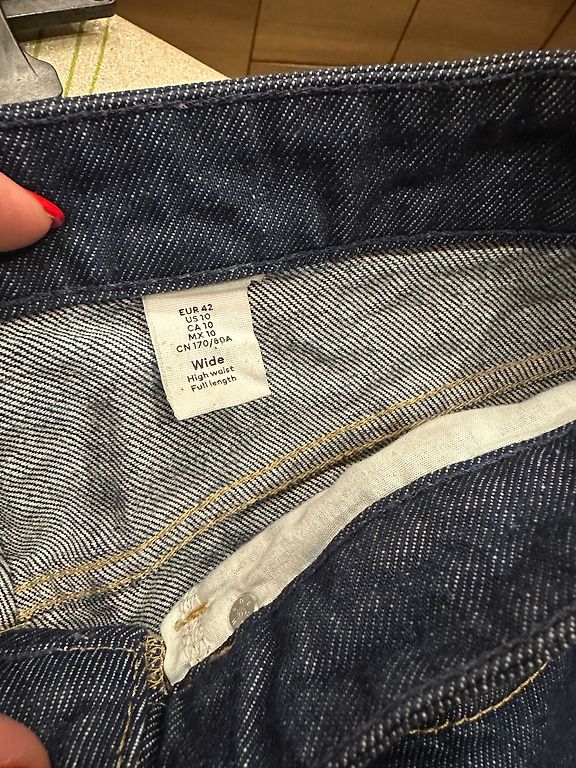 EUR 42
US 10
CA 10
MX 10
CN 170/80A
Wide
High waist
Full length